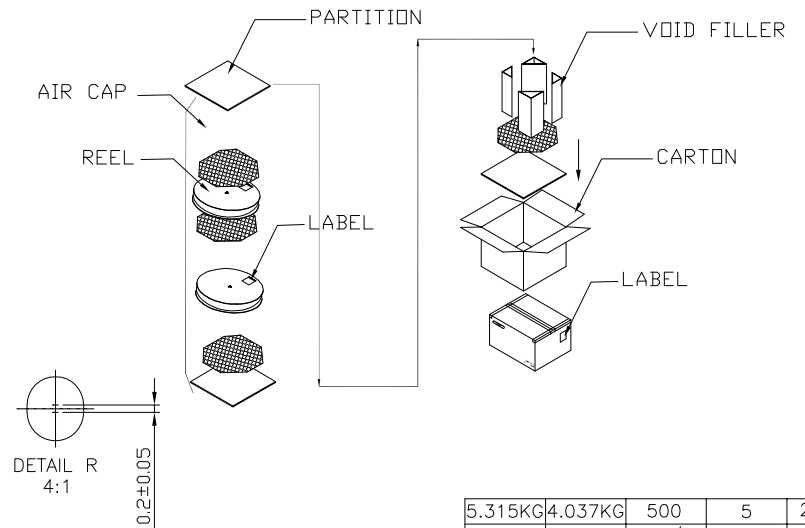 PARTITION
AIR CAP
REEL
LABEL
VOID FILLER
CARTON
LABEL
DETAIL R
4:1
0.2±0.05
5.315KG 4.037KG 500 5